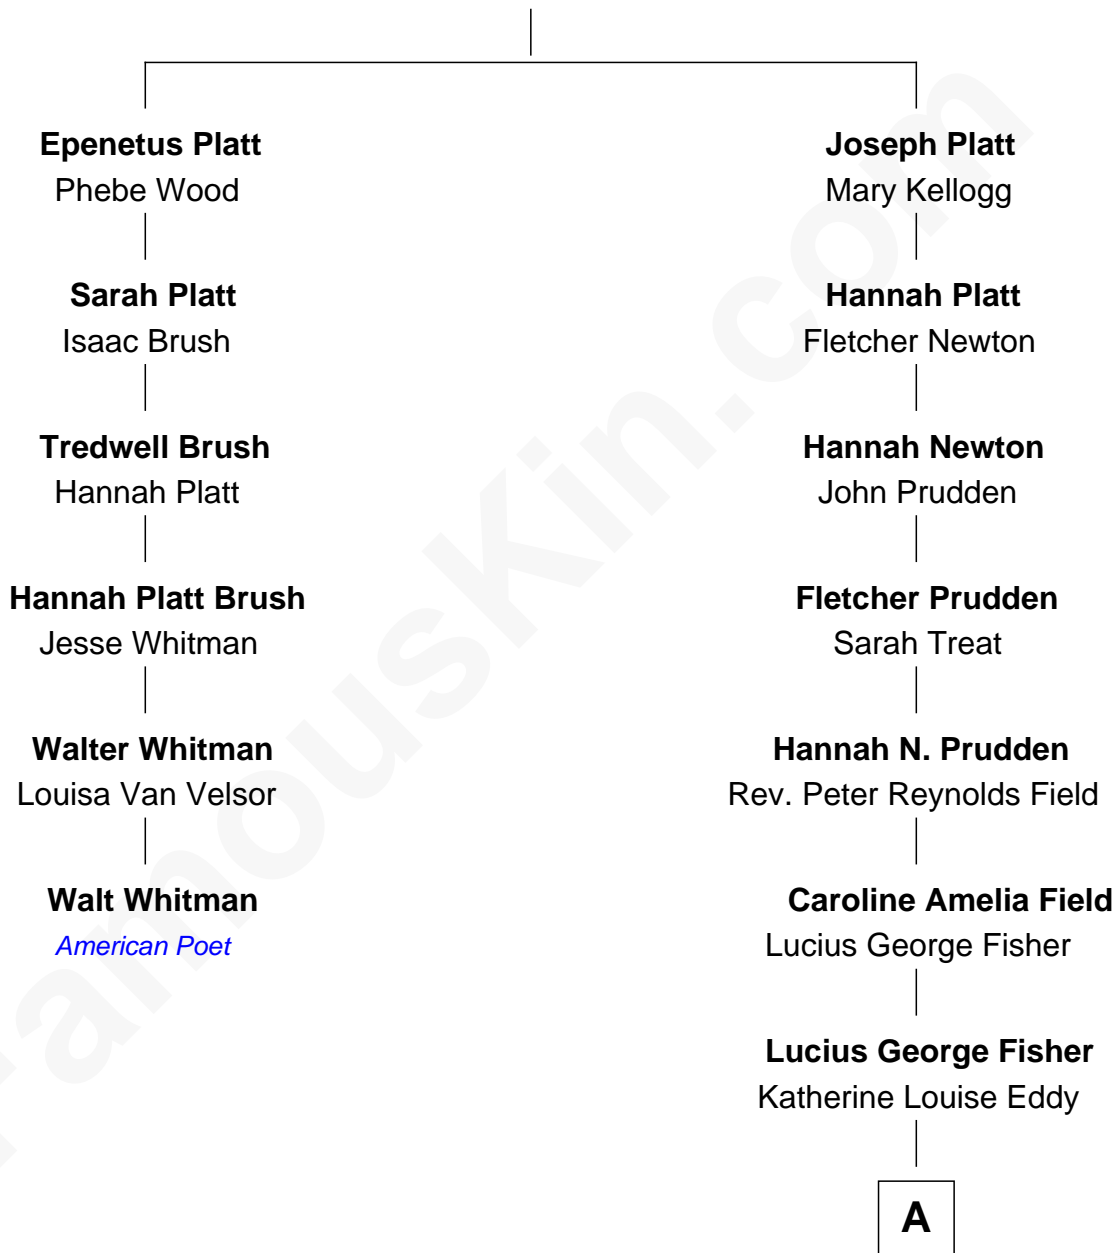 Epenetus Platt
Phebe Wood
Sarah Platt
Isaac Brush
Tredwell Brush
Hannah Platt
Hannah Platt Brush
Jesse Whitman
Walter Whitman
Louisa Van Velsor
Walt Whitman
American Poet
Joseph Platt
Mary Kellogg
Hannah Platt
Fletcher Newton
Hannah Newton
John Prudden
Fletcher Prudden
Sarah Treat
Hannah N. Prudden
Rev. Peter Reynolds Field
Caroline Amelia Field
Lucius George Fisher
Lucius George Fisher
Katherine Louise Eddy
A
FamousKin.com